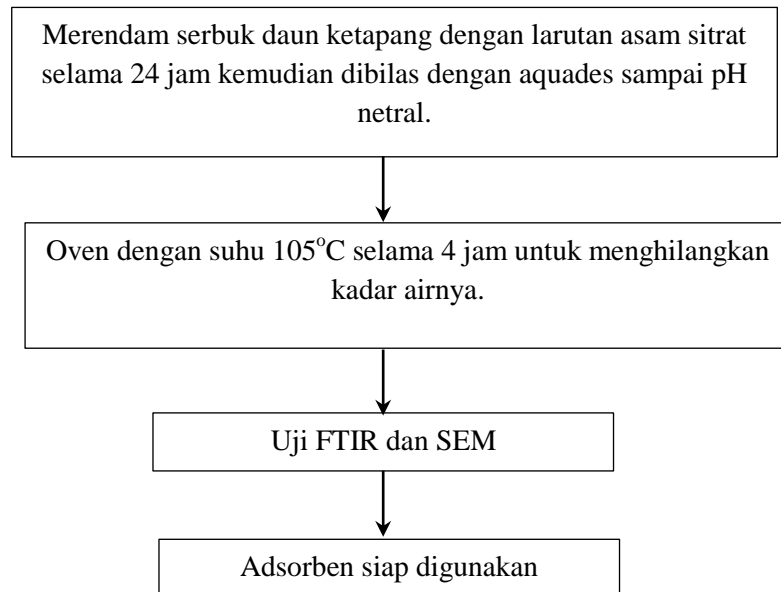 Merendam serbuk daun ketapang dengan larutan asam sitrat
selama 24 jam kemudian dibilas dengan aquades sampai pH
netral.
Oven dengan suhu 105°C selama 4 jam untuk menghilangkan
kadar airnya.
Uji FTIR dan SEM
Adsorben siap digunakan